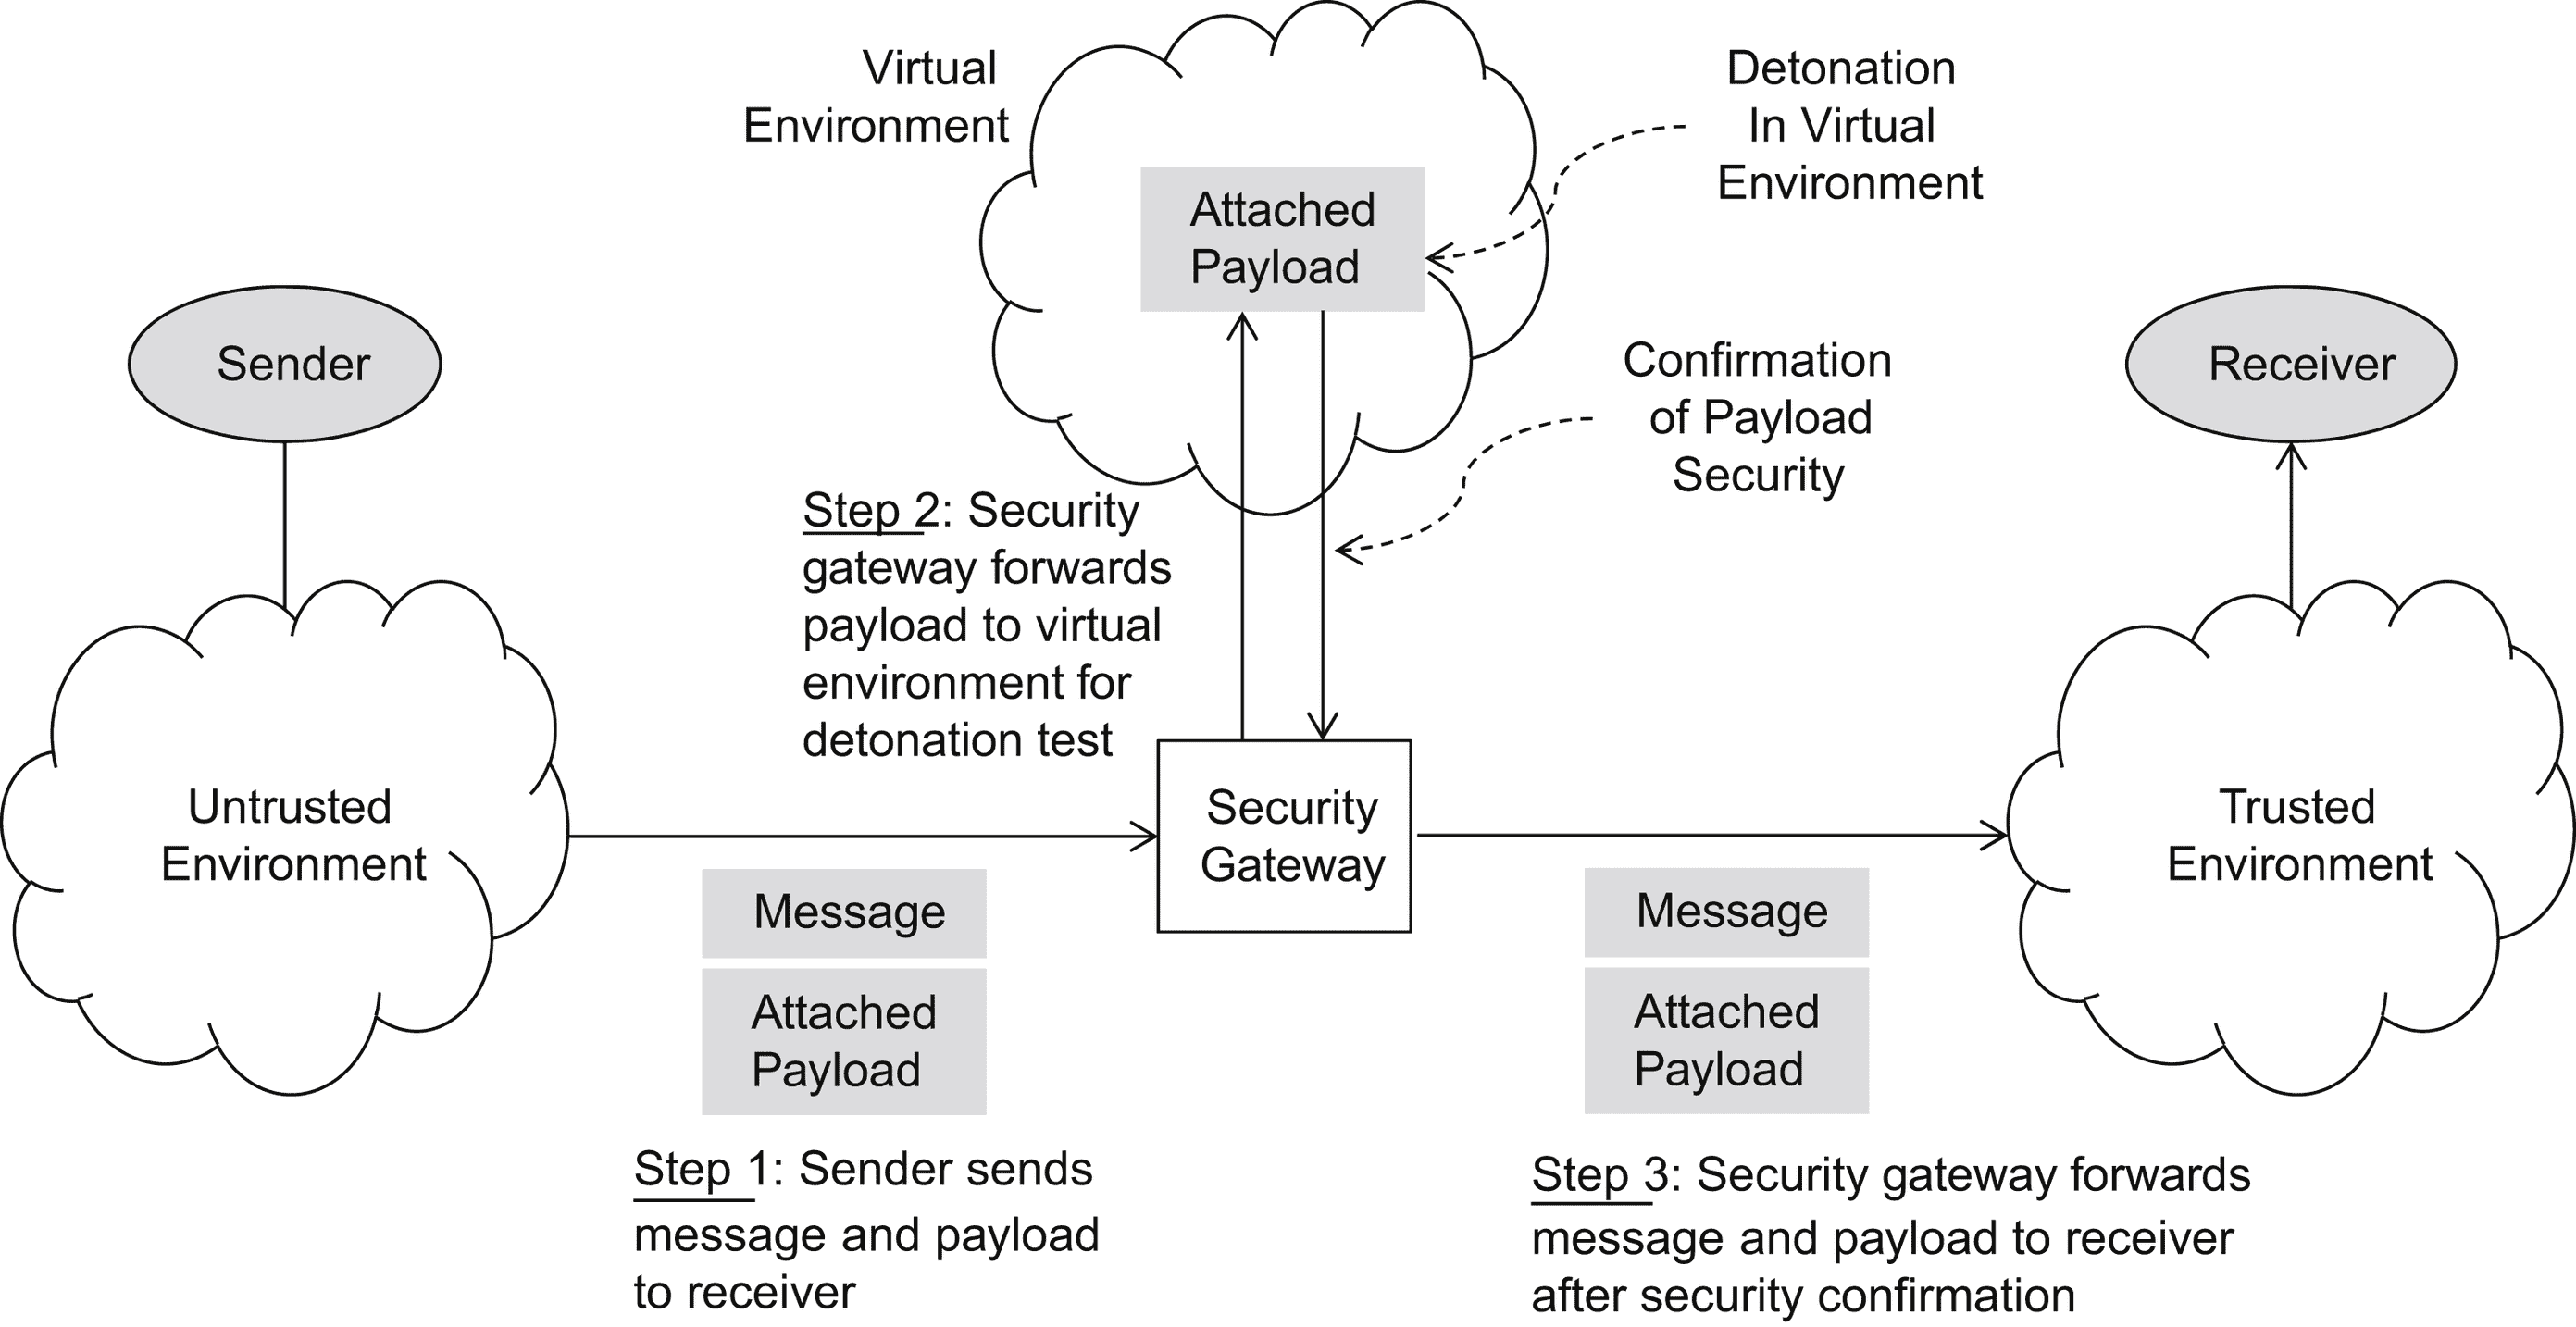 Virtual
Environment
Detonation
In Virtual
Environment
Attached
Payload
Sender
Confirmation
of Payload
Security
Receiver
Step 2: Security
gateway forwards
payload to virtual
environment for
detonation test
Untrusted
Environment
Security
Gateway
Trusted
Environment
Message
Attached
Payload
Message
Attached
Payload
Step 1: Sender sends
message and payload
to receiver
Step 3: Security gateway forwards
message and payload to receiver
after security confirmation